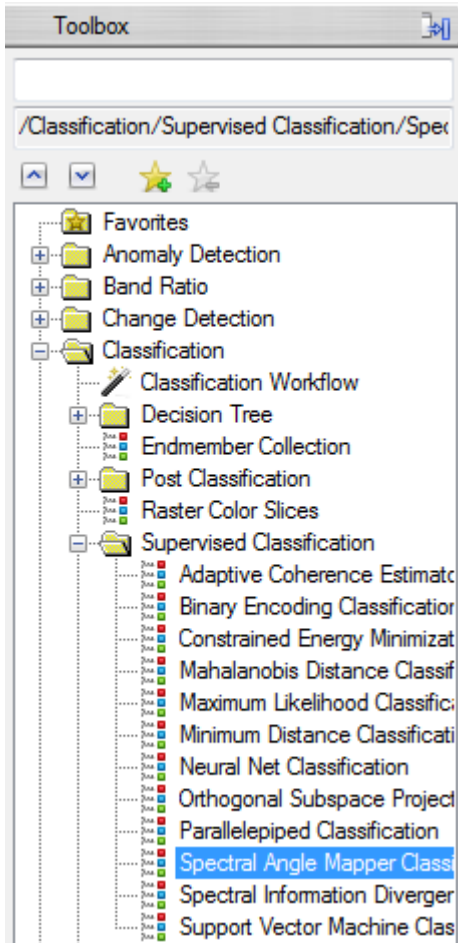 Toolbox
/Classification/Supervised Classification/Spec
Favorites
Anomaly Detection
Band Ratio
Change Detection
Classification
Classification Workflow
Decision Tree
Endmember Collection
Post Classification
Raster Color Slices
Supervised Classification
Adaptive Coherence Estimato
Binary Encoding Classification
Constrained Energy Minimizat
Mahalanobis Distance Classif
Maximum Likelihood Classifica
Minimum Distance Classificati
Neural Net Classification
Orthogonal Subspace Project
Parallelepiped Classification
Spectral Angle Mapper Classi
Spectral Information Divergen
Support Vector Machine Clas